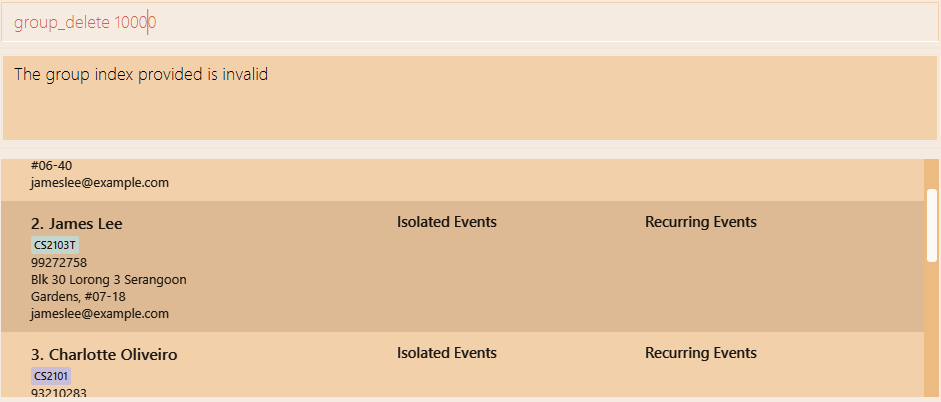 group_delete 10000
The group index provided is invalid
#06-40
jameslee@example.com
2. James Lee
Isolated Events
Recurring Events
CS2103T
99272758
Blk 30 Lorong 3 Serangoon
Gardens, #07-18
jameslee@example.com
3. Charlotte Oliveiro
Isolated Events
Recurring Events
CS2101
93210283